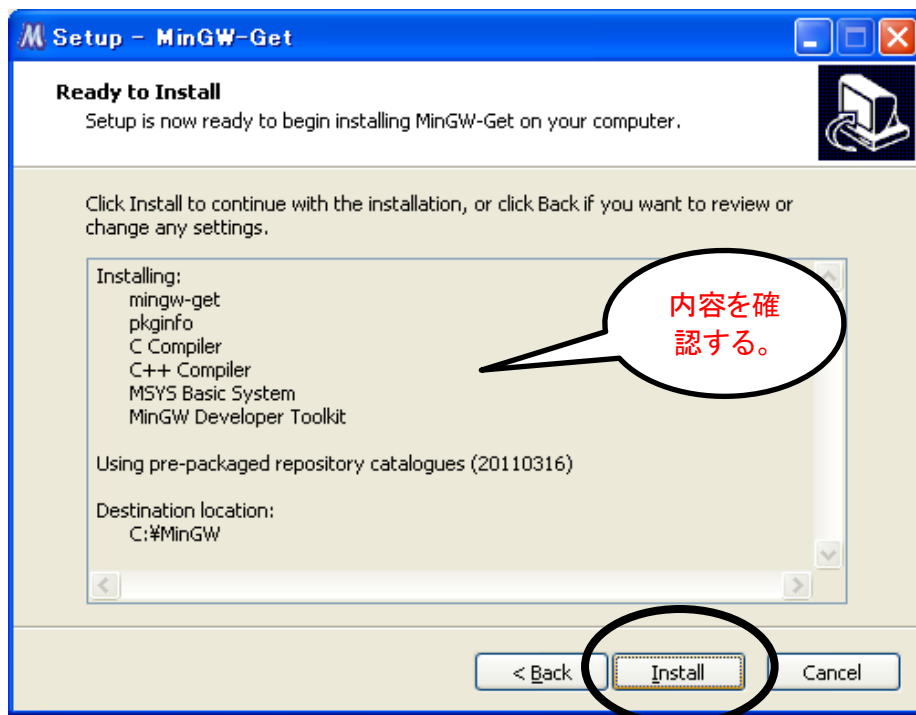 Setup - MinGW-Get
Ready to Install
Setup is now ready to begin installing MinGW-Get on your computer.
Click Install to continue with the installation, or click Back if you want to review or
change any settings.
Installing:
mingw-get
pkginfo
C Compiler
C++ Compiler
MSYS Basic System
MinGW Developer Toolkit
Using pre-packaged repository catalogues (20110316)
Destination location:
C:¥MinGW
内容を確
認する。
< Back
Install
Cancel